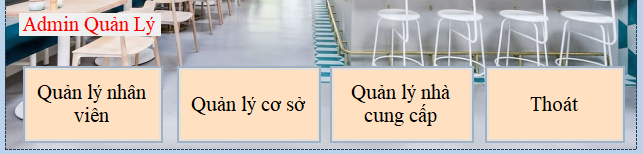 Admin Quản Lý
Quản lý nhân
viên
Quản lý cơ sở
Quản lý nhà
cung cấp
Thoát